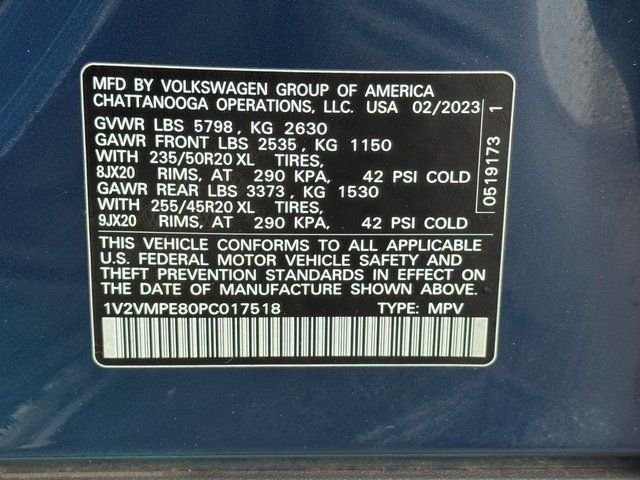 MFD BY VOLKSWAGEN GROUP OF AMERICA
CHATTANOOGA OPERATIONS, LLC. USA 02/2023
GVWR LBS 5798, KG 2630
GAWR FRONT LBS 2535, KG 1150
WITH 235/50R20 XL TIRES,
8JX20 RIMS, AT 290 KPA, 42 PSI COLD
GAWR REAR LBS 3373, KG 1530
WITH 255/45R20 XL TIRES,
9JX20 RIMS, AT 290 KPA, 42 PSI COLD
THIS VEHICLE CONFORMS TO ALL APPLICABLE
U.S. FEDERAL MOTOR VEHICLE SAFETY AND
THEFT PREVENTION STANDARDS IN EFFECT ON
THE DATE OF MANUFACTURE SHOWN ABOVE.
1V2VMPE80PC017518 TYPE: MPV
0519173 1